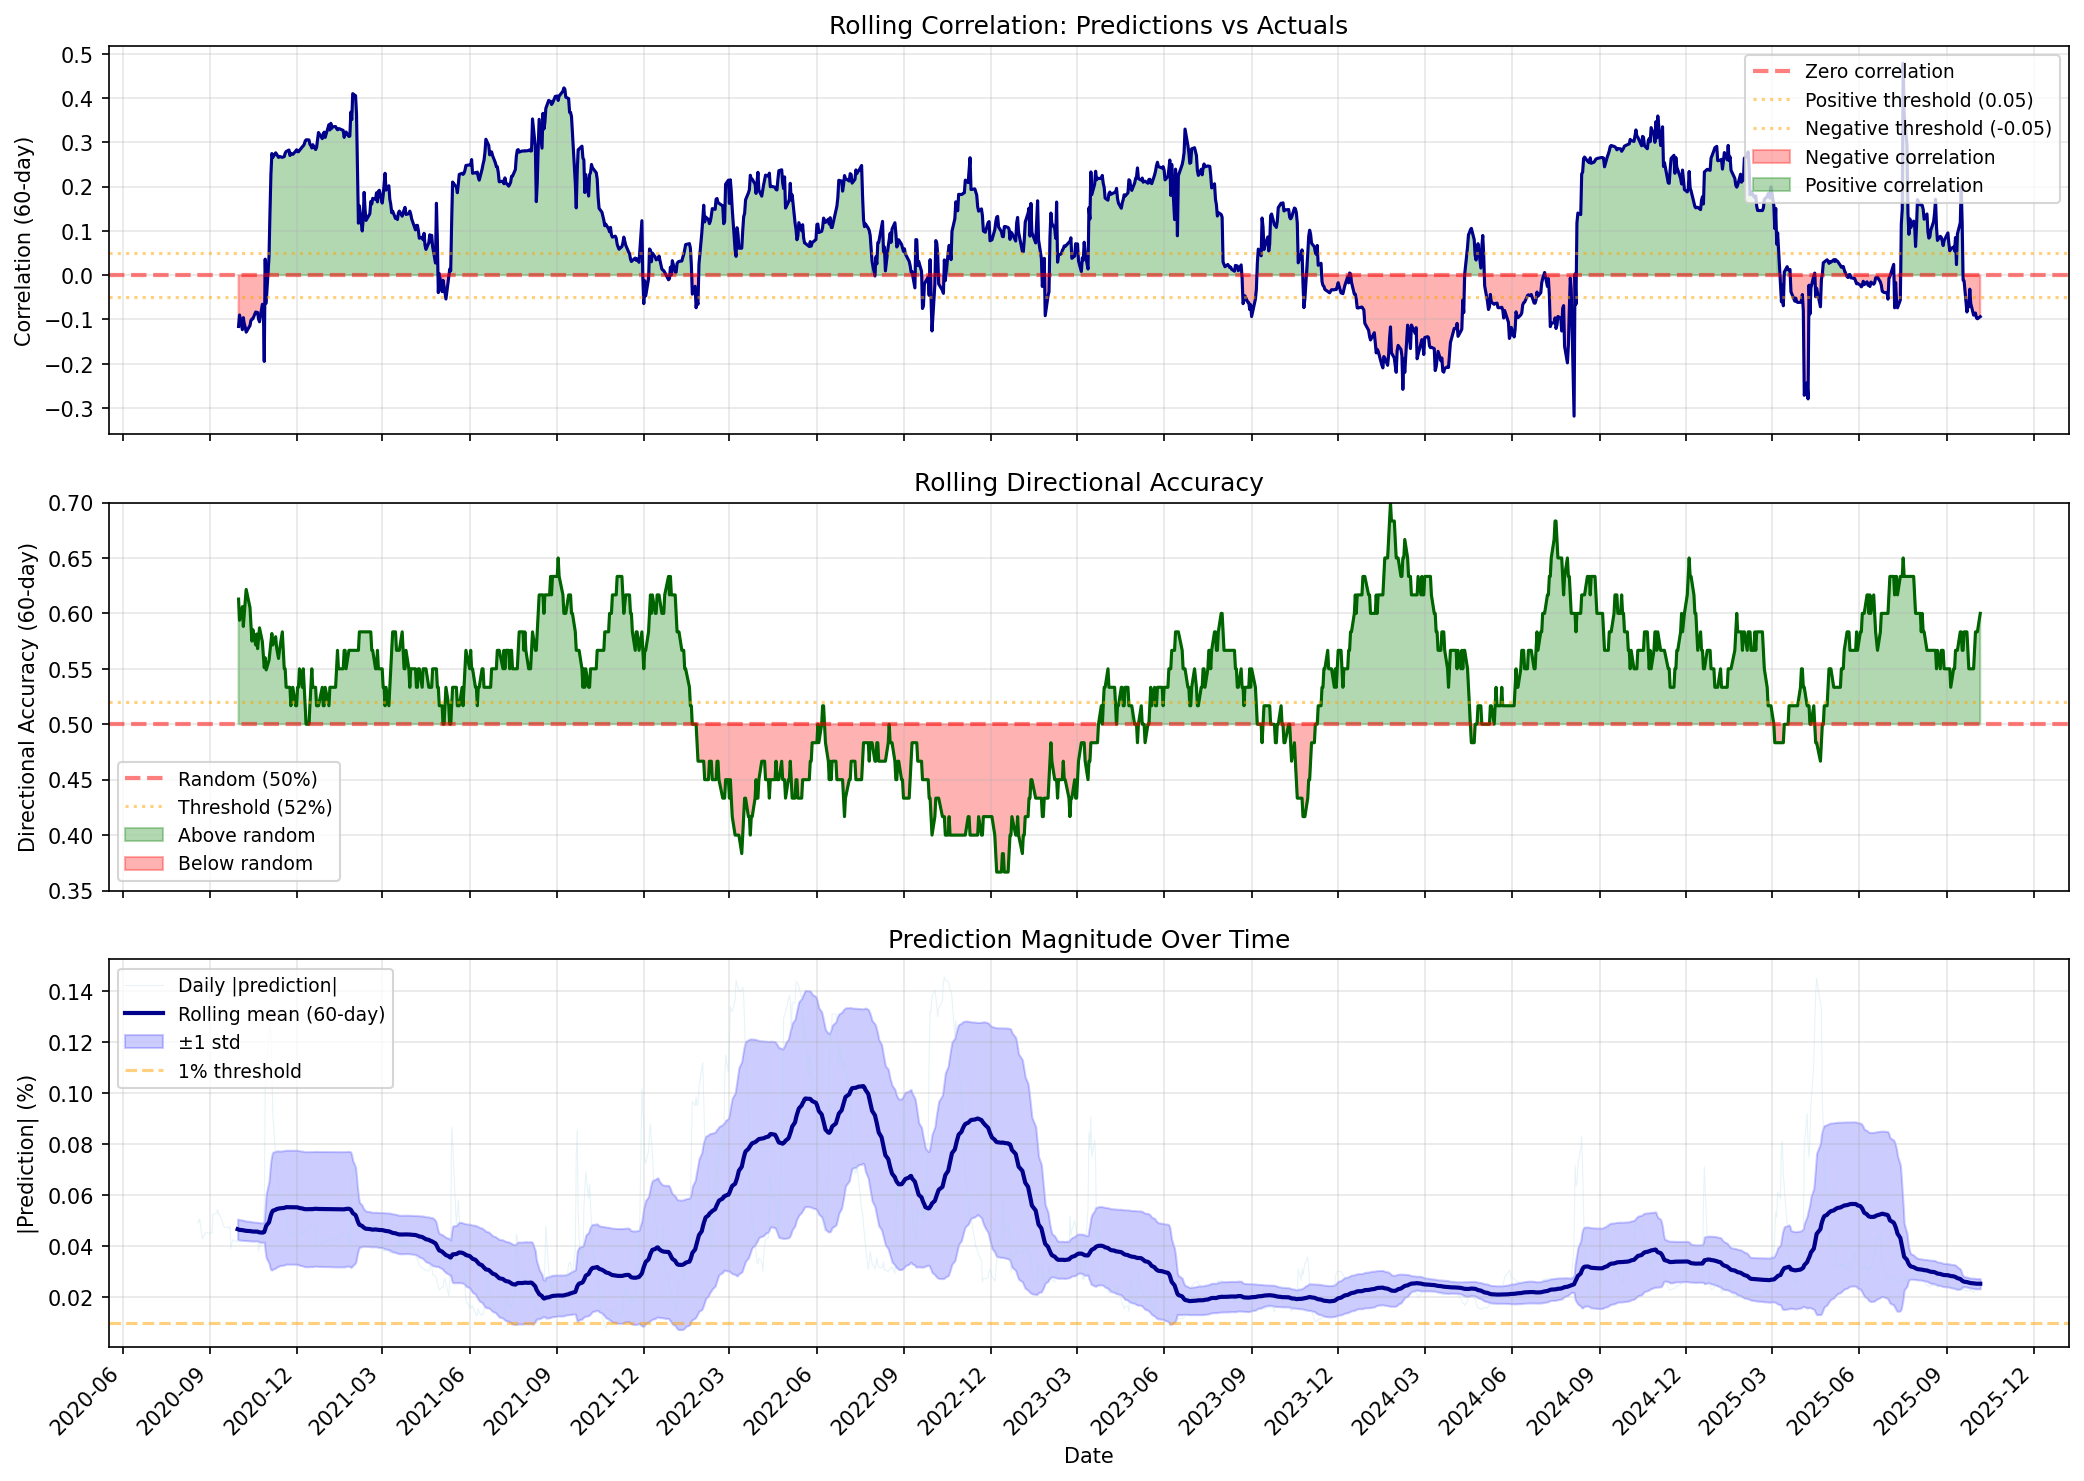 Rolling Correlation: Predictions vs Actuals
Correlation (60-day)
0.5
0.4
0.3
0.2
0.1
0.0
−0.1
−0.2
−0.3
Zero correlation
Positive threshold (0.05)
Negative threshold (-0.05)
Negative correlation
Positive correlation
Rolling Directional Accuracy
Directional Accuracy (60-day)
0.70
0.65
0.60
0.55
0.50
0.45
0.40
0.35
Random (50%)
Threshold (52%)
Above random
Below random
Prediction Magnitude Over Time
|Prediction| (%)
0.14
0.12
0.10
0.08
0.06
0.04
0.02
Daily |prediction|
Rolling mean (60-day)
±1 std
1% threshold
2020-06
2020-09
2020-12
2021-03
2021-06
2021-09
2021-12
2022-03
2022-06
2022-09
2022-12
2023-03
2023-06
2023-09
2023-12
2024-03
2024-06
2024-09
2024-12
2025-03
2025-06
2025-09
2025-12
Date